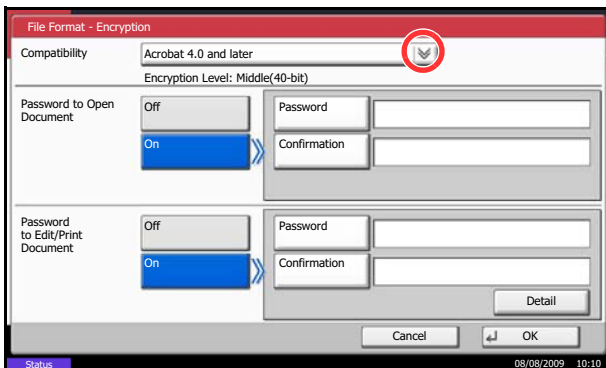 File Format - Encryption
Compatibility
Acrobat 4.0 and later
Encryption Level: Middle(40-bit)
Password to Open
Document
Off
On
Password
Confirmation
Password
to Edit/Print
Document
Off
On
Password
Confirmation
Detail
Cancel
OK
Status
08/08/2009 10:10